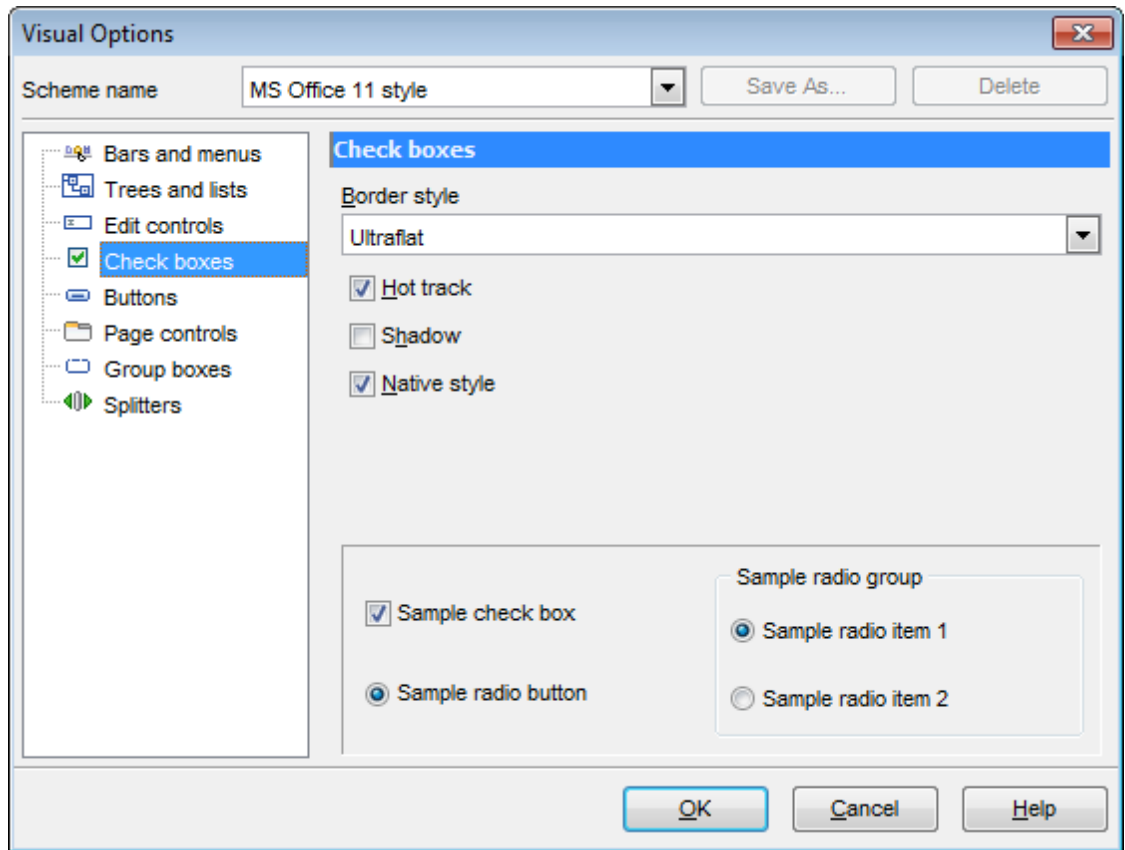 Visual Options
Scheme name
MS Office 11 style
Save As...
Delete
Bars and menus
Trees and lists
Edit controls
Check boxes
Buttons
Page controls
Group boxes
Splitters
Check boxes
Border style
Ultraflat
Hot track
Shadow
Native style
Sample check box
Sample radio button
Sample radio group
Sample radio item 1
Sample radio item 2
OK
Cancel
Help